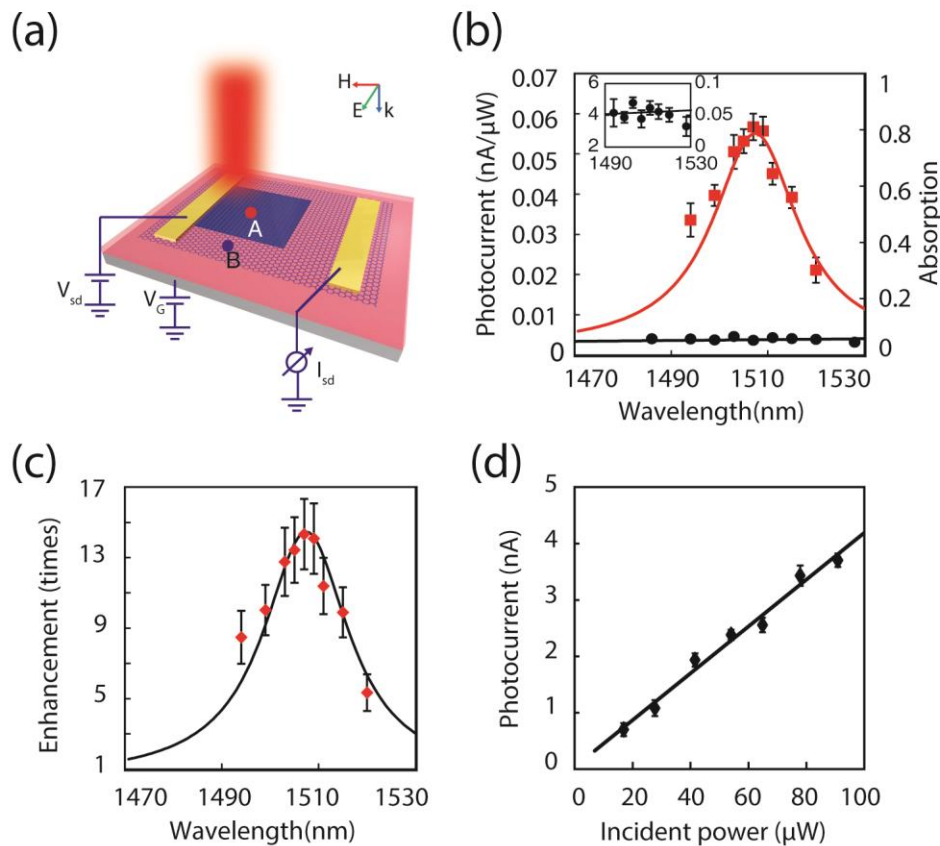 (a)
H
E
k
A
B
V_sd
V_G
I_sd
(b)
Photocurrent (nA/μW)
0.07
0.06
0.05
0.04
0.03
0.02
0.01
0
6
4
2
0.1
0.05
0
1490
1530
1
0.8
0.6
0.4
0.2
0
Absorption
1470
1490
1510
1530
Wavelength(nm)
(c)
Enhancement (times)
17
13
9
5
1
1470
1490
1510
1530
Wavelength(nm)
(d)
Photocurrent (nA)
5
4
3
2
1
0
0
20
40
60
80
100
Incident power (μW)